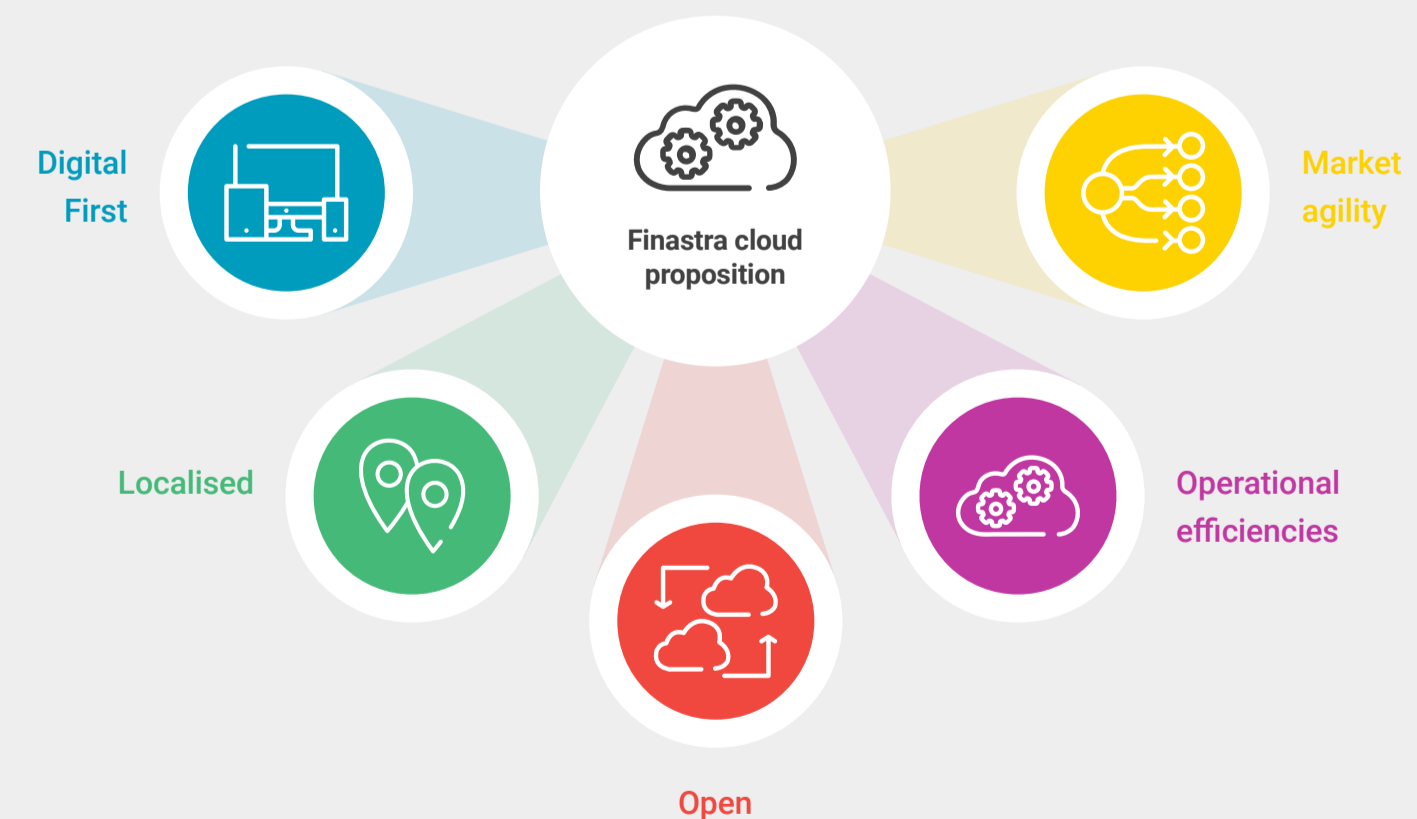 Digital
First
Finastra cloud
proposition
Market
agility
Localised
Operational
efficiencies
Open